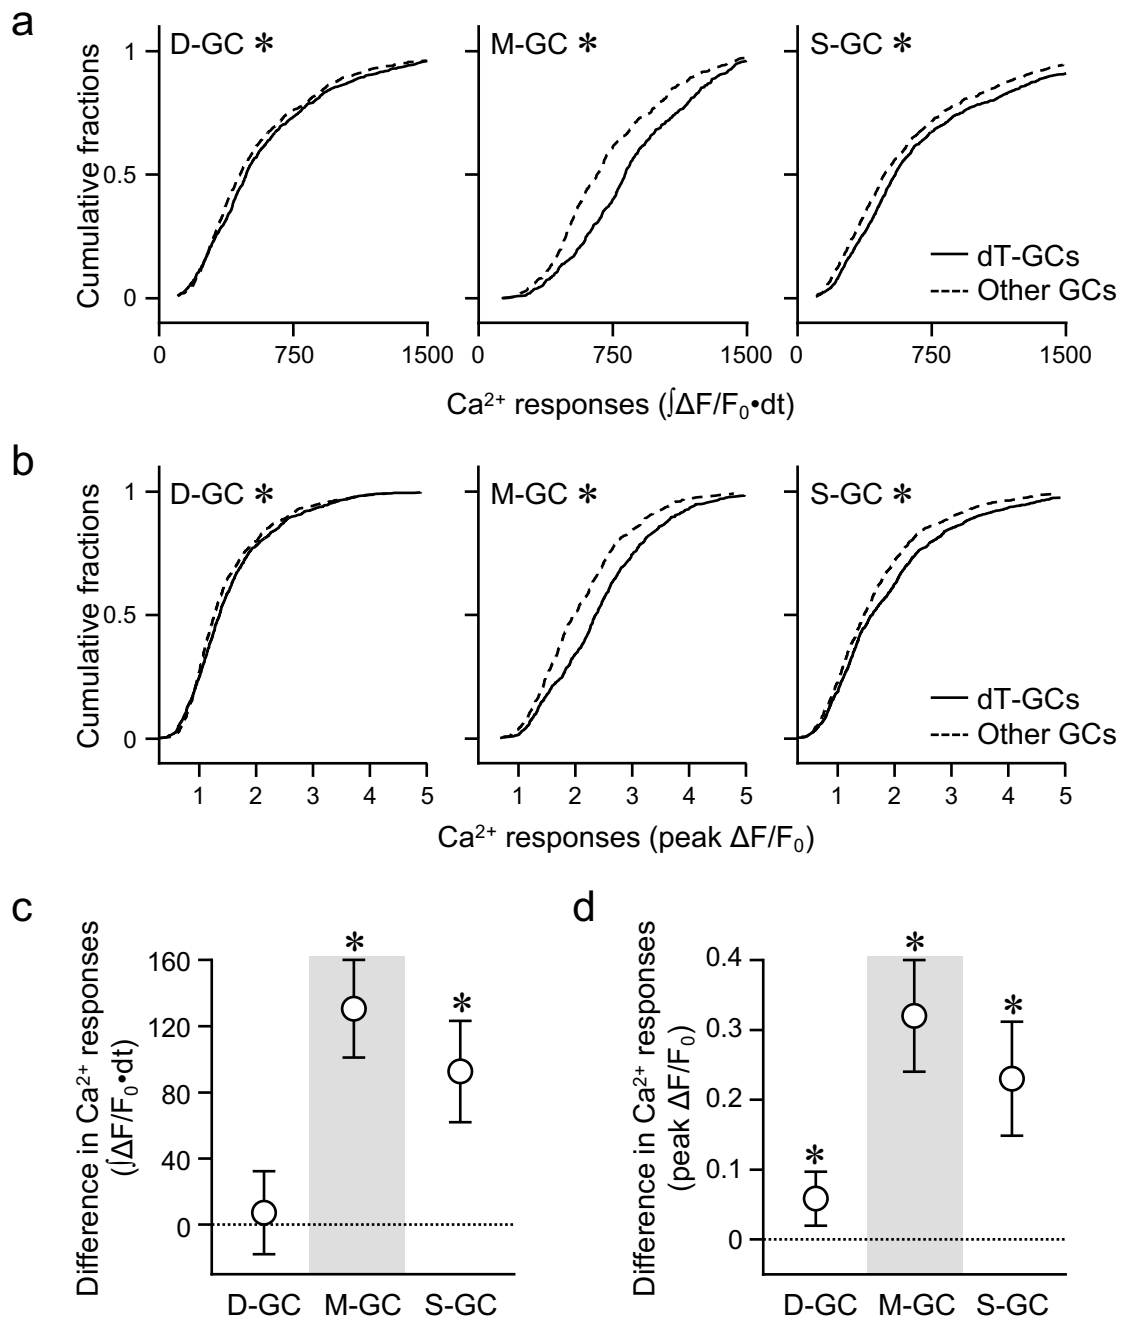 a
D-GC * M-GC * S-GC *
Cumulative fractions
1
0.5
0
dT-GCs
Other GCs
0 750 1500 0 750 1500 0 750 1500
Ca²⁺ responses (∫ΔF/F₀•dt)
b
D-GC * M-GC * S-GC *
Cumulative fractions
1
0.5
0
dT-GCs
Other GCs
1 2 3 4 5 1 2 3 4 5 1 2 3 4 5
Ca²⁺ responses (peak ΔF/F₀)
c
Difference in Ca²⁺ responses
(∫ΔF/F₀•dt)
160
120
80
40
0
* *
D-GC M-GC S-GC
d
Difference in Ca²⁺ responses
(peak ΔF/F₀)
0.4
0.3
0.2
0.1
0
* * *
D-GC M-GC S-GC